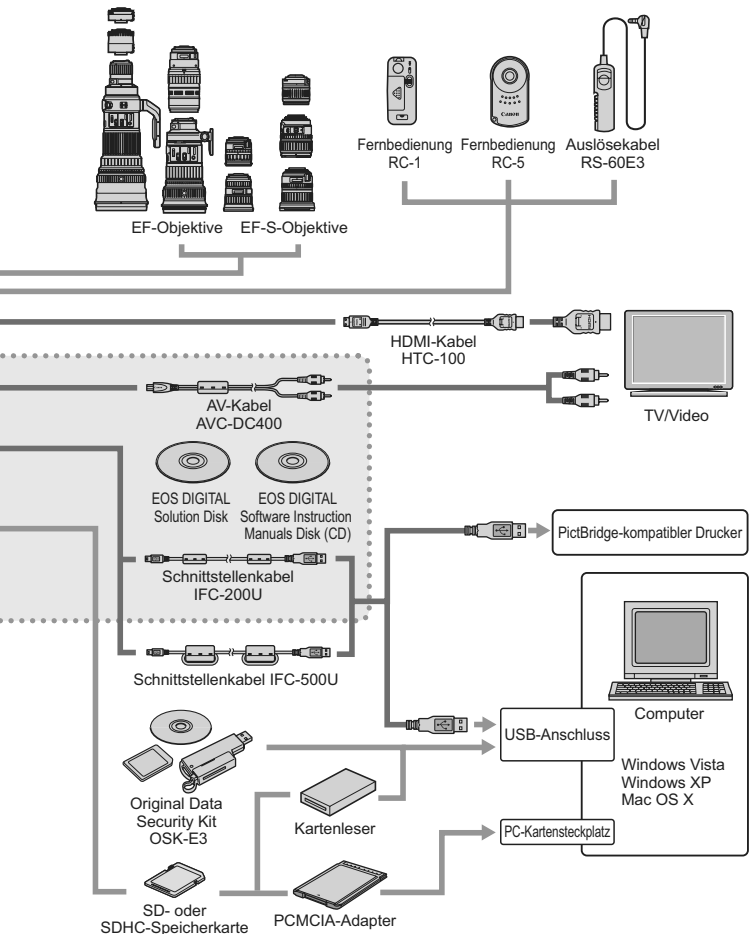 Canon
Fernbedienung
RC-1
Fernbedienung
RC-5
Auslösekabel
RS-60E3
EF-Objektive
EF-S-Objektive
HDMI-Kabel
HTC-100
AV-Kabel
AVC-DC400
TV/Video
EOS DIGITAL
Solution Disk
EOS DIGITAL
Software Instruction
Manuals Disk (CD)
PictBridge-kompatibler Drucker
Schnittstellenkabel
IFC-200U
Schnittstellenkabel IFC-500U
USB-Anschluss
Computer
Windows Vista
Windows XP
Mac OS X
Original Data
Security Kit
OSK-E3
Kartenleser
PC-Kartensteckplatz
SD- oder
SDHC-Speicherkarte
PCMCIA-Adapter